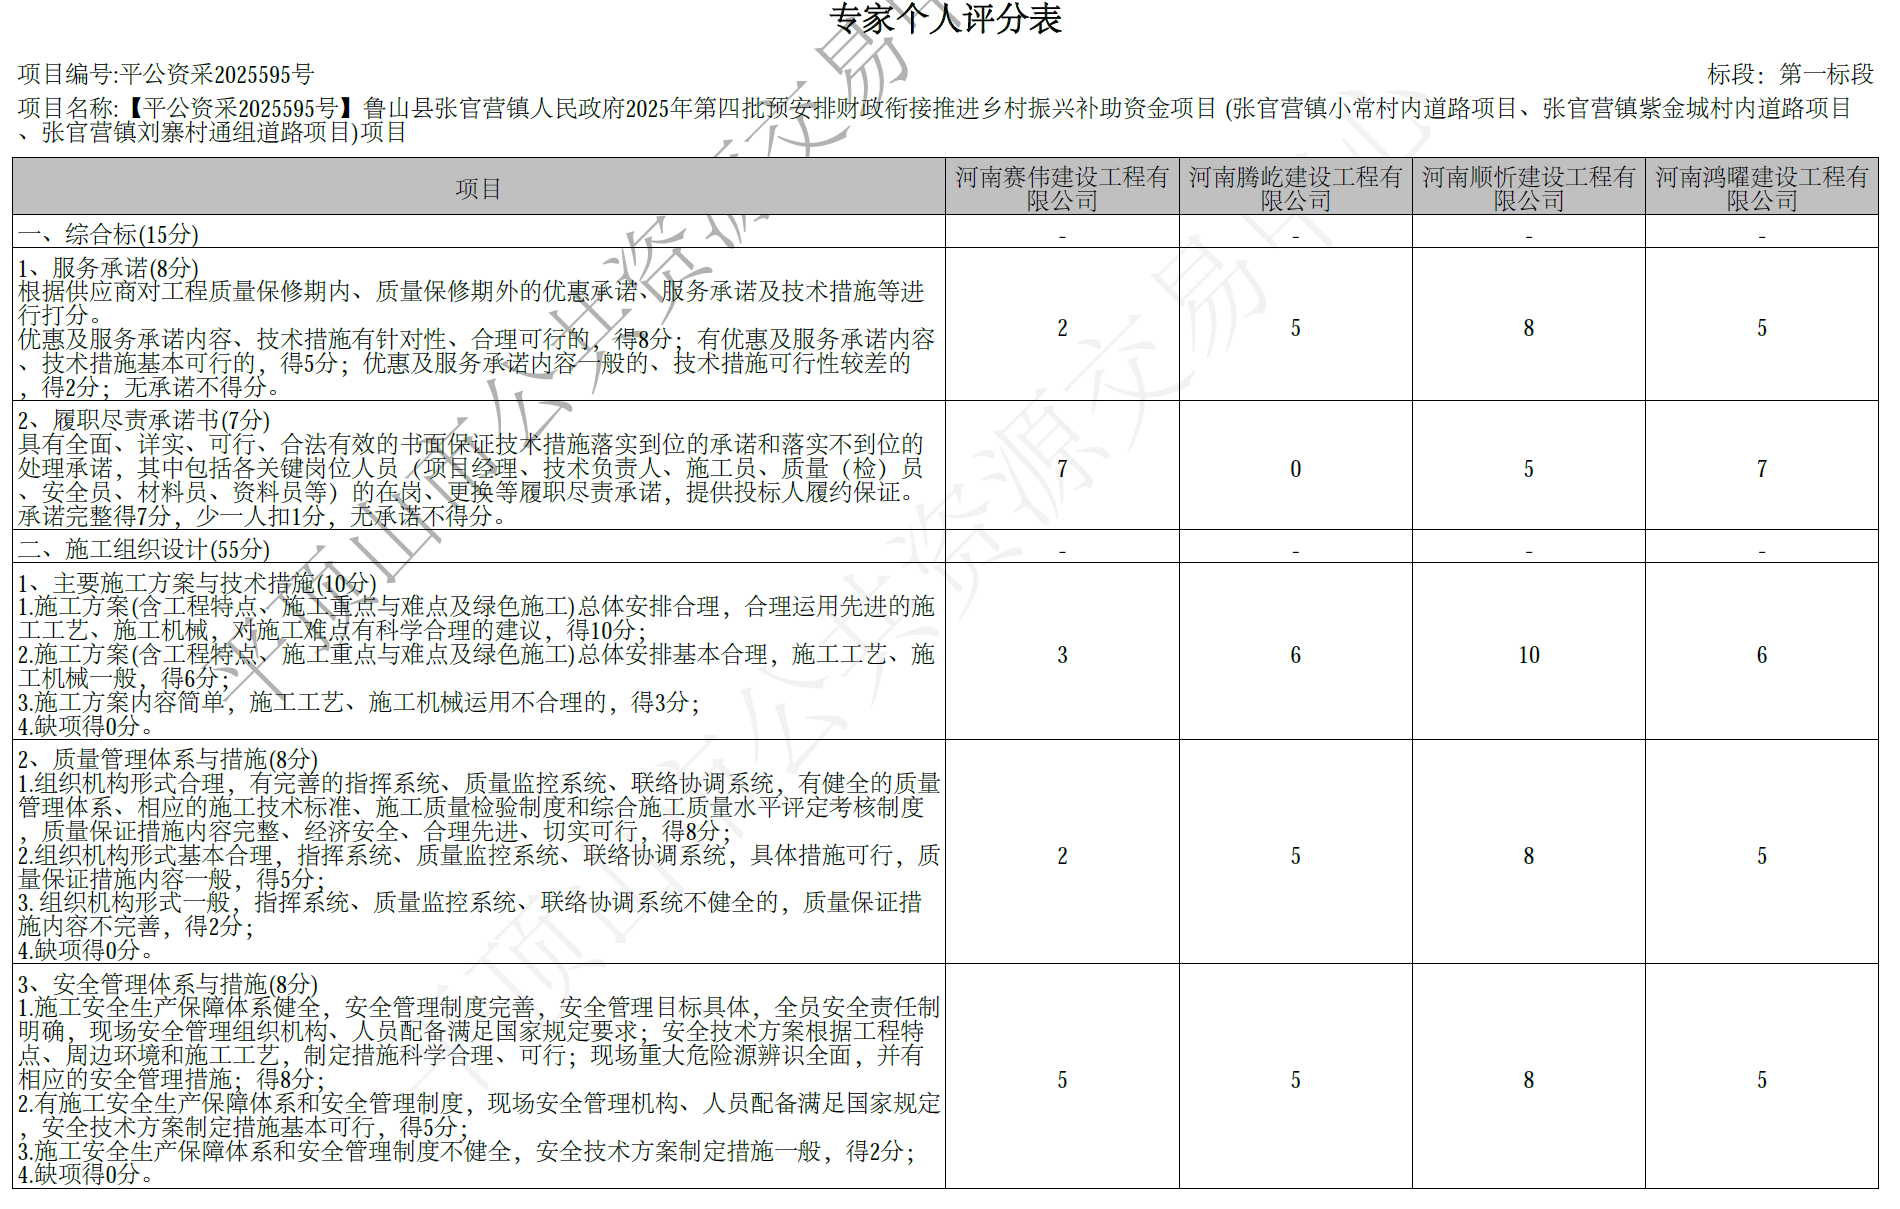 专家个人评分表
项目编号:平公资采2025595号
标段：第一标段
项目名称:【平公资采2025595号】鲁山县张官营镇人民政府2025年第四批预安排财政衔接推进乡村振兴补助资金项目 (张官营镇小常村内道路项目、张官营镇紫金城村内道路项目
、张官营镇刘寨村通组道路项目)项目
项目
河南赛伟建设工程有
限公司
河南腾屹建设工程有
限公司
河南顺忻建设工程有
限公司
河南鸿曜建设工程有
限公司
一、综合标(15分)
-
-
-
-
1、服务承诺(8分)
根据供应商对工程质量保修期内、质量保修期外的优惠承诺、服务承诺及技术措施等进
行打分。
优惠及服务承诺内容、技术措施有针对性、合理可行的，得8分；有优惠及服务承诺内容
、技术措施基本可行的，得5分；优惠及服务承诺内容一般的、技术措施可行性较差的
，得2分；无承诺不得分。
2
5
8
5
2、履职尽责承诺书(7分)
具有全面、详实、可行、合法有效的书面保证技术措施落实到位的承诺和落实不到位的
处理承诺，其中包括各关键岗位人员（项目经理、技术负责人、施工员、质量（检）员
、安全员、材料员、资料员等）的在岗、更换等履职尽责承诺，提供投标人履约保证。
承诺完整得7分，少一人扣1分，无承诺不得分。
7
0
5
7
二、施工组织设计(55分)
-
-
-
-
1、主要施工方案与技术措施(10分)
1.施工方案(含工程特点、施工重点与难点及绿色施工)总体安排合理，合理运用先进的施
工工艺、施工机械，对施工难点有科学合理的建议，得10分；
2.施工方案(含工程特点、施工重点与难点及绿色施工)总体安排基本合理，施工工艺、施
工机械一般，得6分；
3.施工方案内容简单，施工工艺、施工机械运用不合理的，得3分；
4.缺项得0分。
3
6
10
6
2、质量管理体系与措施(8分)
1.组织机构形式合理，有完善的指挥系统、质量监控系统、联络协调系统，有健全的质量
管理体系、相应的施工技术标准、施工质量检验制度和综合施工质量水平评定考核制度
，质量保证措施内容完整、经济安全、合理先进、切实可行，得8分；
2.组织机构形式基本合理，指挥系统、质量监控系统、联络协调系统，具体措施可行，质
量保证措施内容一般，得5分；
3. 组织机构形式一般，指挥系统、质量监控系统、联络协调系统不健全的，质量保证措
施内容不完善，得2分；
4.缺项得0分。
2
5
8
5
3、安全管理体系与措施(8分)
1.施工安全生产保障体系健全，安全管理制度完善，安全管理目标具体，全员安全责任制
明确，现场安全管理组织机构、人员配备满足国家规定要求；安全技术方案根据工程特
点、周边环境和施工工艺，制定措施科学合理、可行；现场重大危险源辨识全面，并有
相应的安全管理措施；得8分；
2.有施工安全生产保障体系和安全管理制度，现场安全管理机构、人员配备满足国家规定
，安全技术方案制定措施基本可行，得5分；
3.施工安全生产保障体系和安全管理制度不健全，安全技术方案制定措施一般，得2分；
4.缺项得0分。
5
5
8
5
平顶山市公共资源交易中
平顶山市公共资源交易中心